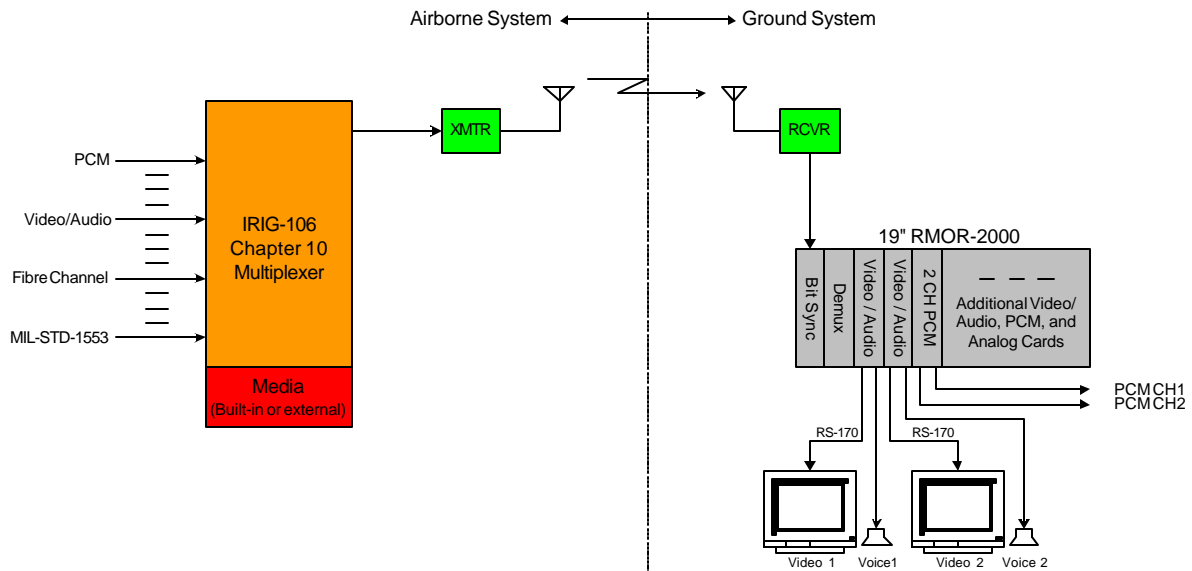 Airborne System
Ground System
XMTR
RCVR
PCM
Video/Audio
Fibre Channel
MIL-STD-1553
IRIG-106
Chapter 10
Multiplexer
Media
(Built-in or external)
19" RMOR-2000
Bit Sync
Demux
Video / Audio
Video / Audio
2 CH PCM
Additional Video/
Audio, PCM, and
Analog Cards
PCM CH1
PCM CH2
RS-170
RS-170
Video 1
Voice1
Video 2
Voice 2